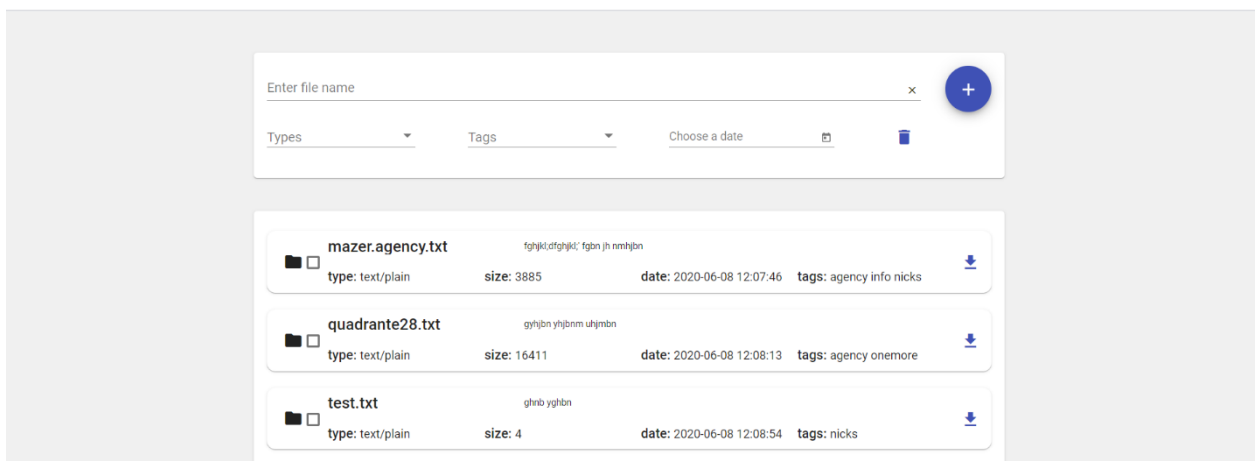 Enter file name
Types Tags Choose a date
mazer.agency.txt fghjkl;dfghjkl;' fgbn jh nmhjbn
type: text/plain size: 3885 date: 2020-06-08 12:07:46 tags: agency info nicks
quadrante28.txt gyhjbn yhjbnm uhjmbn
type: text/plain size: 16411 date: 2020-06-08 12:08:13 tags: agency onemore
test.txt ghnb yghbn
type: text/plain size: 4 date: 2020-06-08 12:08:54 tags: nicks